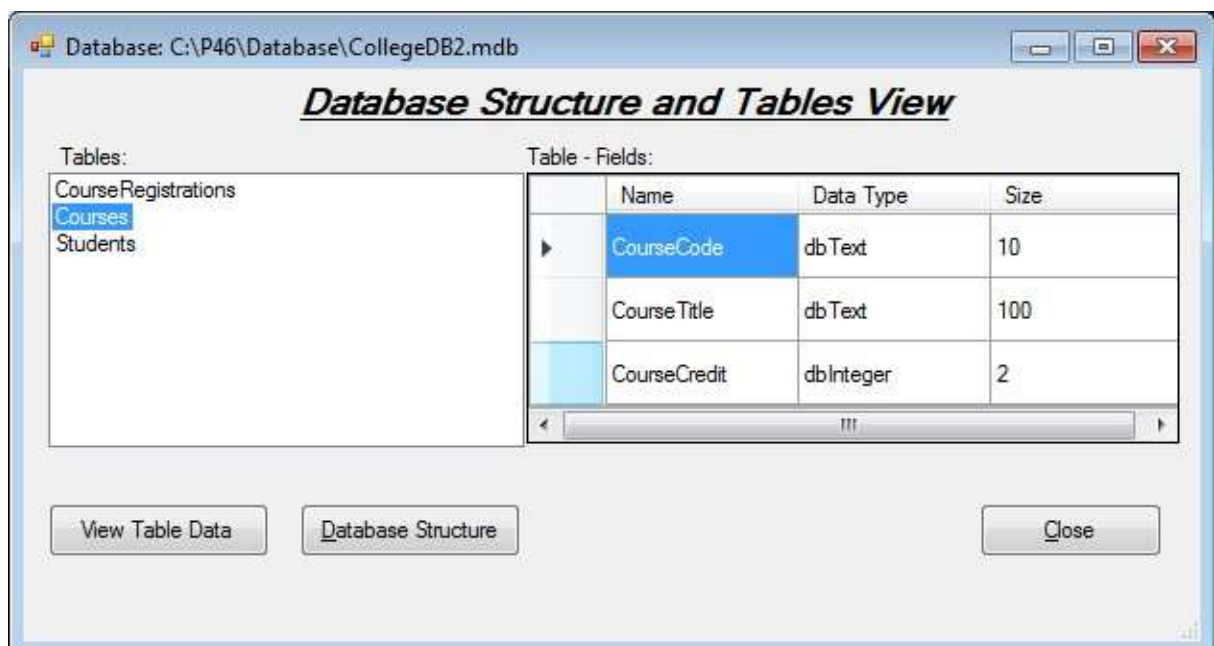 Database: C:\P46\Database\CollegeDB2.mdb
Database Structure and Tables View
Tables:
CourseRegistrations
Courses
Students
Table - Fields:
Name Data Type Size
CourseCode dbText 10
CourseTitle dbText 100
CourseCredit dbInteger 2
View Table Data Database Structure Close